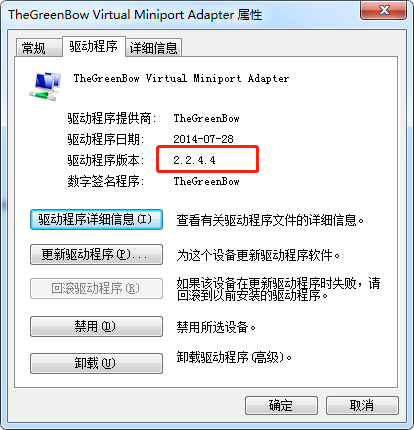 TheGreenBow Virtual Miniport Adapter 属性
常规 驱动程序 详细信息
TheGreenBow Virtual Miniport Adapter
驱动程序提供商: TheGreenBow
驱动程序日期: 2014-07-28
驱动程序版本: 2.2.4.4
数字签名程序: TheGreenBow
驱动程序详细信息(I) 查看有关驱动程序文件的详细信息。
更新驱动程序(P)... 为这个设备更新驱动程序软件。
回滚驱动程序(R) 如果该设备在更新驱动程序时失败，请
回滚到以前安装的驱动程序。
禁用(D) 禁用所选设备。
卸载(U) 卸载驱动程序(高级)。
确定 取消